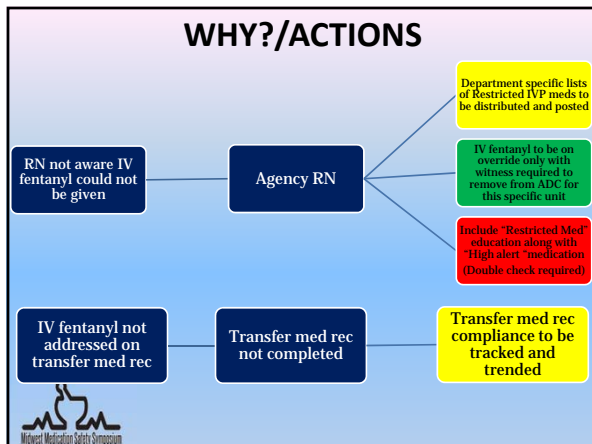 WHY?/ACTIONS
Department specific lists
of Restricted IVP meds to
be distributed and posted
RN not aware IV
fentanyl could not
be given
Agency RN
IV fentanyl to be on
override only with
witness required to
remove from ADC for
this specific unit
Include "Restricted Med"
education along with
"High alert "medication
(Double check required)
IV fentanyl not
addressed on
transfer med rec
Transfer med rec
not completed
Transfer med rec
compliance to be
tracked and
trended
Midwest Medication Safety Symposium